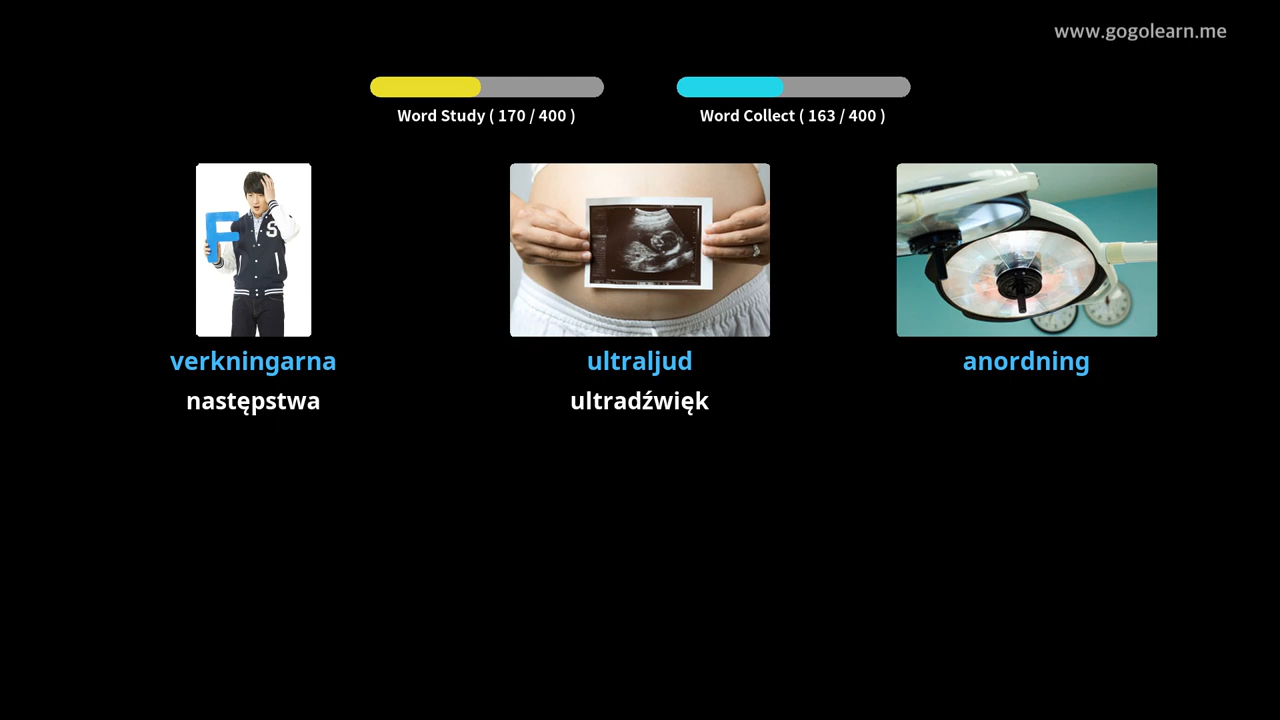 www.gogolearn.me
Word Study ( 170 / 400 )
Word Collect ( 163 / 400 )
F
S
verkningarna
ultraljud
anordning
następstwa
ultradźwięk